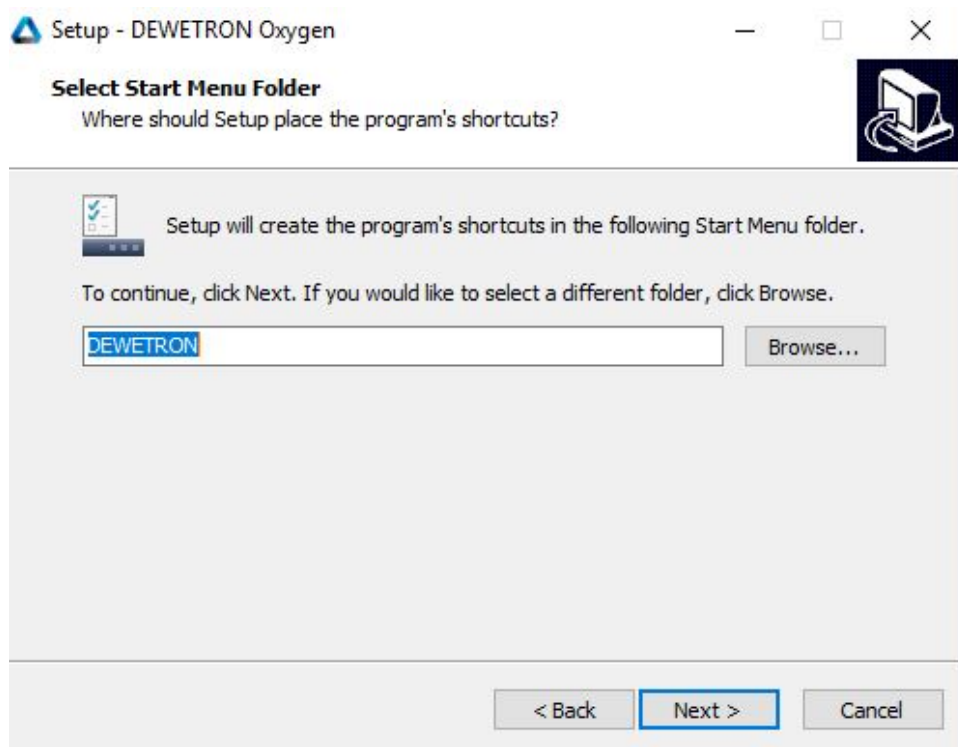 Setup - DEWETRON Oxygen
Select Start Menu Folder
Where should Setup place the program's shortcuts?
Setup will create the program's shortcuts in the following Start Menu folder.
To continue, click Next. If you would like to select a different folder, click Browse.
DEWETRON
Browse...
< Back
Next >
Cancel